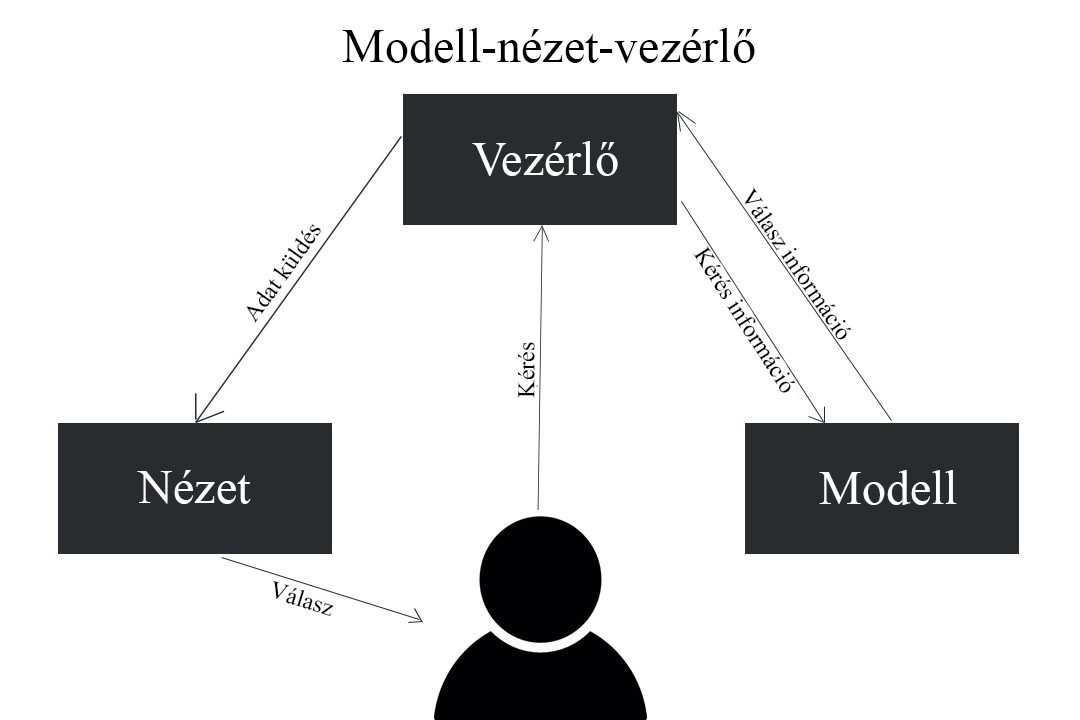 Modell-nézet-vezérlő
Vezérlő
Adat küldés
Kérés
Kérés információ
Válasz információ
Nézet
Modell
Válasz